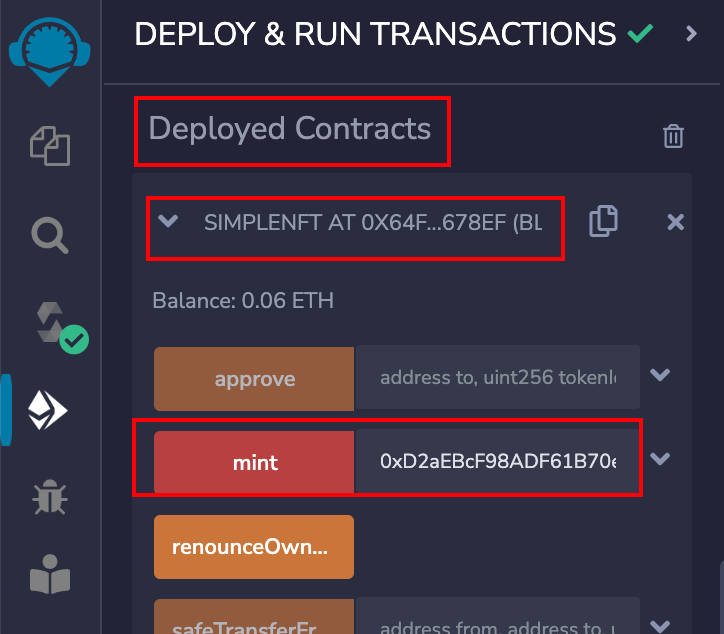 DEPLOY & RUN TRANSACTIONS
Deployed Contracts
SIMPLENFT AT 0X64F...678EF (BL
Balance: 0.06 ETH
approve address to, uint256 tokenI
mint 0xD2aEBcF98ADF61B70e
renounceOwn...
safeTransferFr address from, address to, u